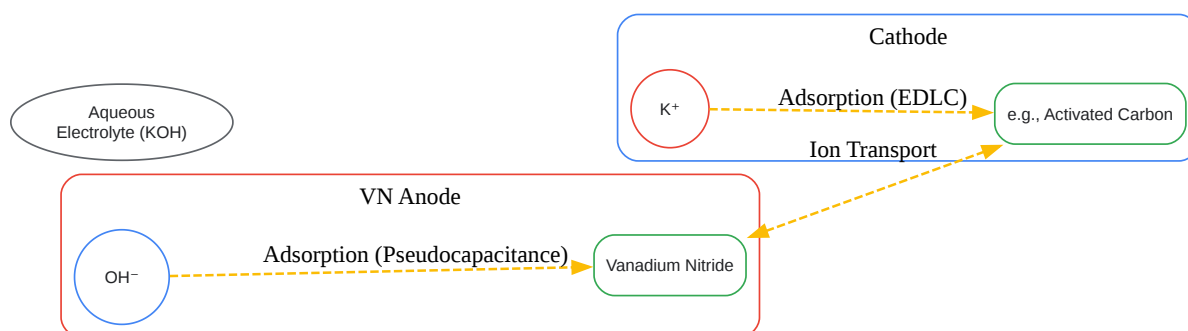 Cathode
K⁺
Adsorption (EDLC)
e.g., Activated Carbon
Aqueous
Electrolyte (KOH)
Ion Transport
VN Anode
OH⁻
Adsorption (Pseudocapacitance)
Vanadium Nitride